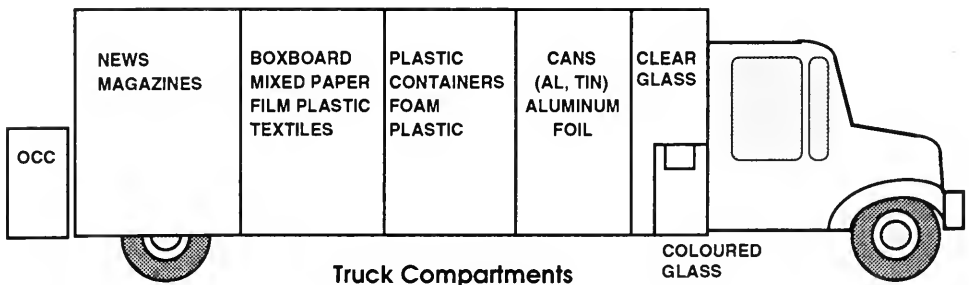 OCC
NEWS
MAGAZINES
BOXBOARD
MIXED PAPER
FILM PLASTIC
TEXTILES
PLASTIC
CONTAINERS
FOAM
PLASTIC
CANS
(AL, TIN)
ALUMINUM
FOIL
CLEAR
GLASS
COLOURED
GLASS
Truck Compartments